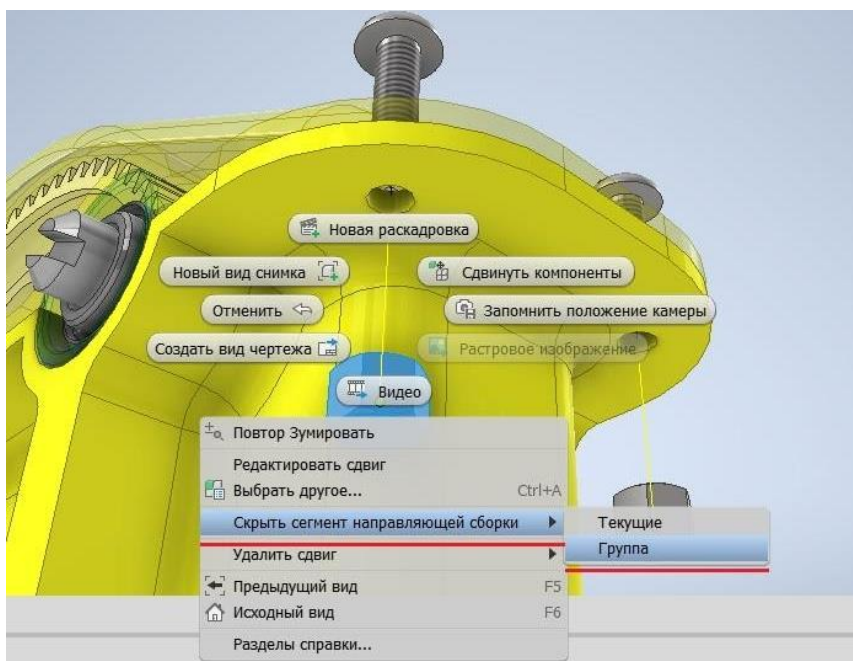 Новая раскадровка
Новый вид снимка
Сдвинуть компоненты
Отменить
Запомнить положение камеры
Создать вид чертежа
Растровое изображение
Видео
Повтор Зумировать
Редактировать сдвиг
Выбрать другое... Ctrl+A
Скрыть сегмент направляющей сборки
Текущие
Группа
Удалить сдвиг
Предыдущий вид F5
Исходный вид F6
Разделы справки...